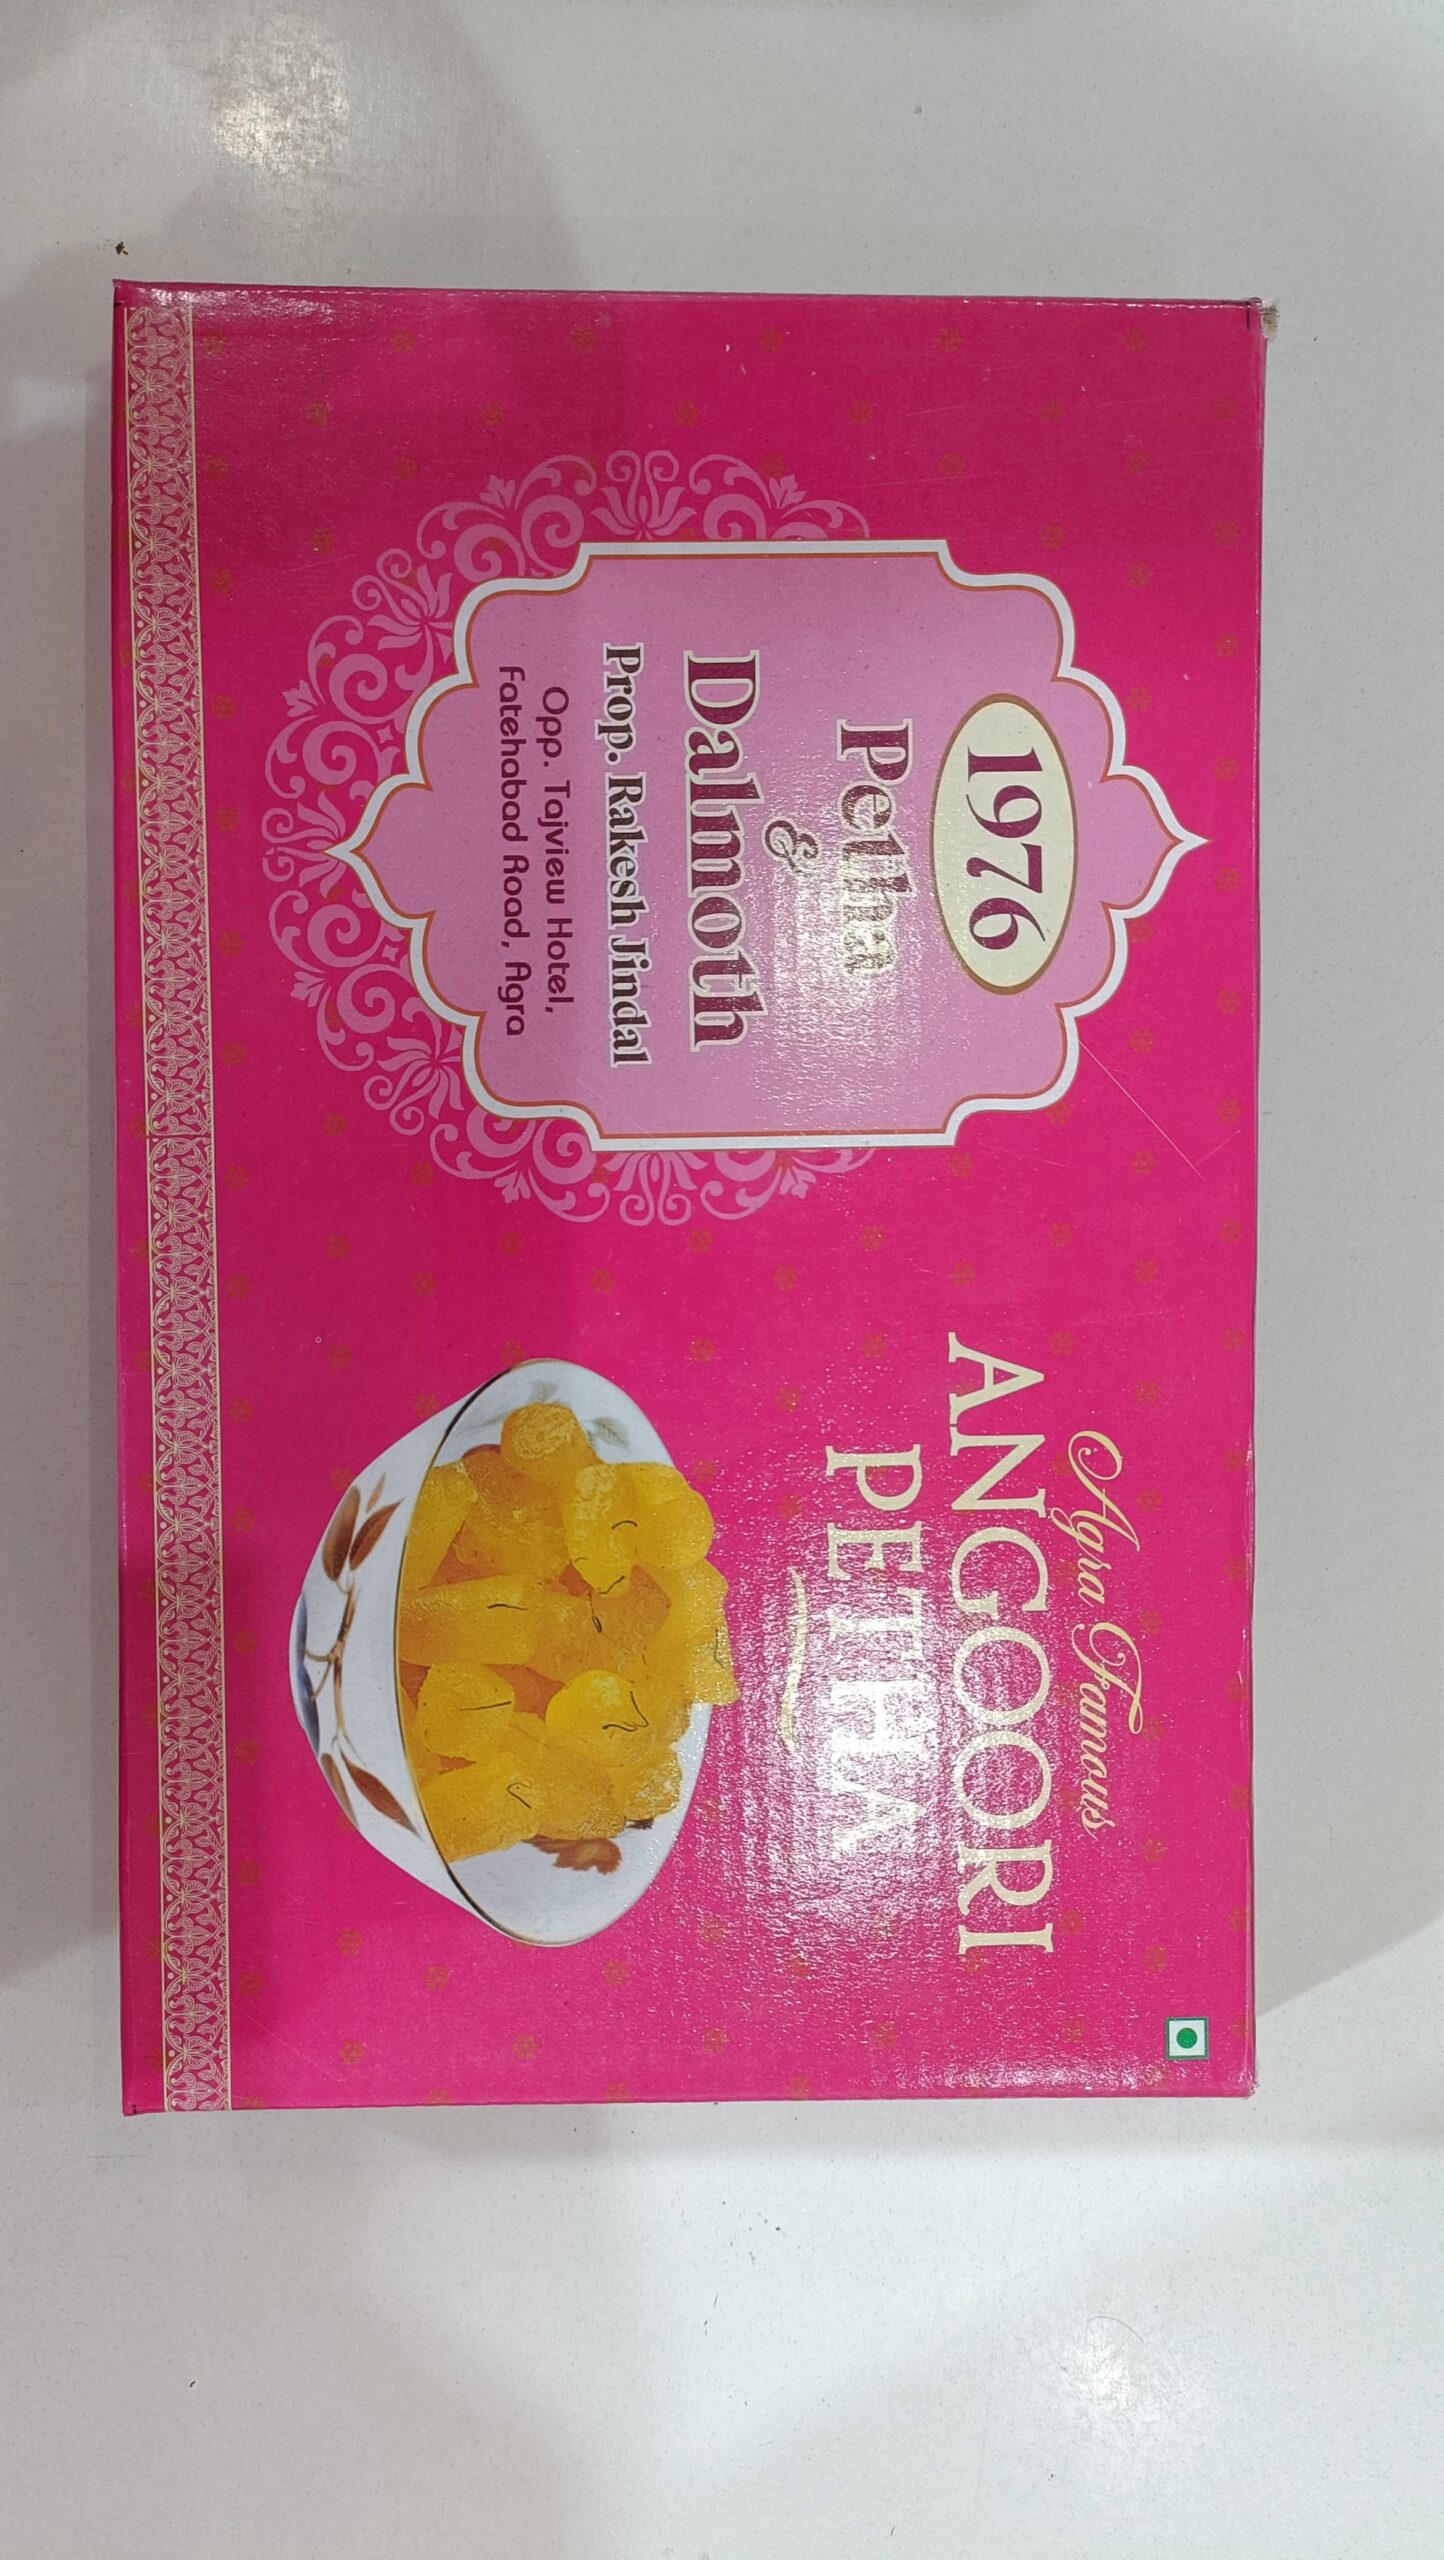 1976
Petha
&
Dalmoth
Prop. Rakesh Jindal
Opp. Tajview Hotel,
Fatehabad Road, Agra
Agra Famous
ANGOORI
PETHA